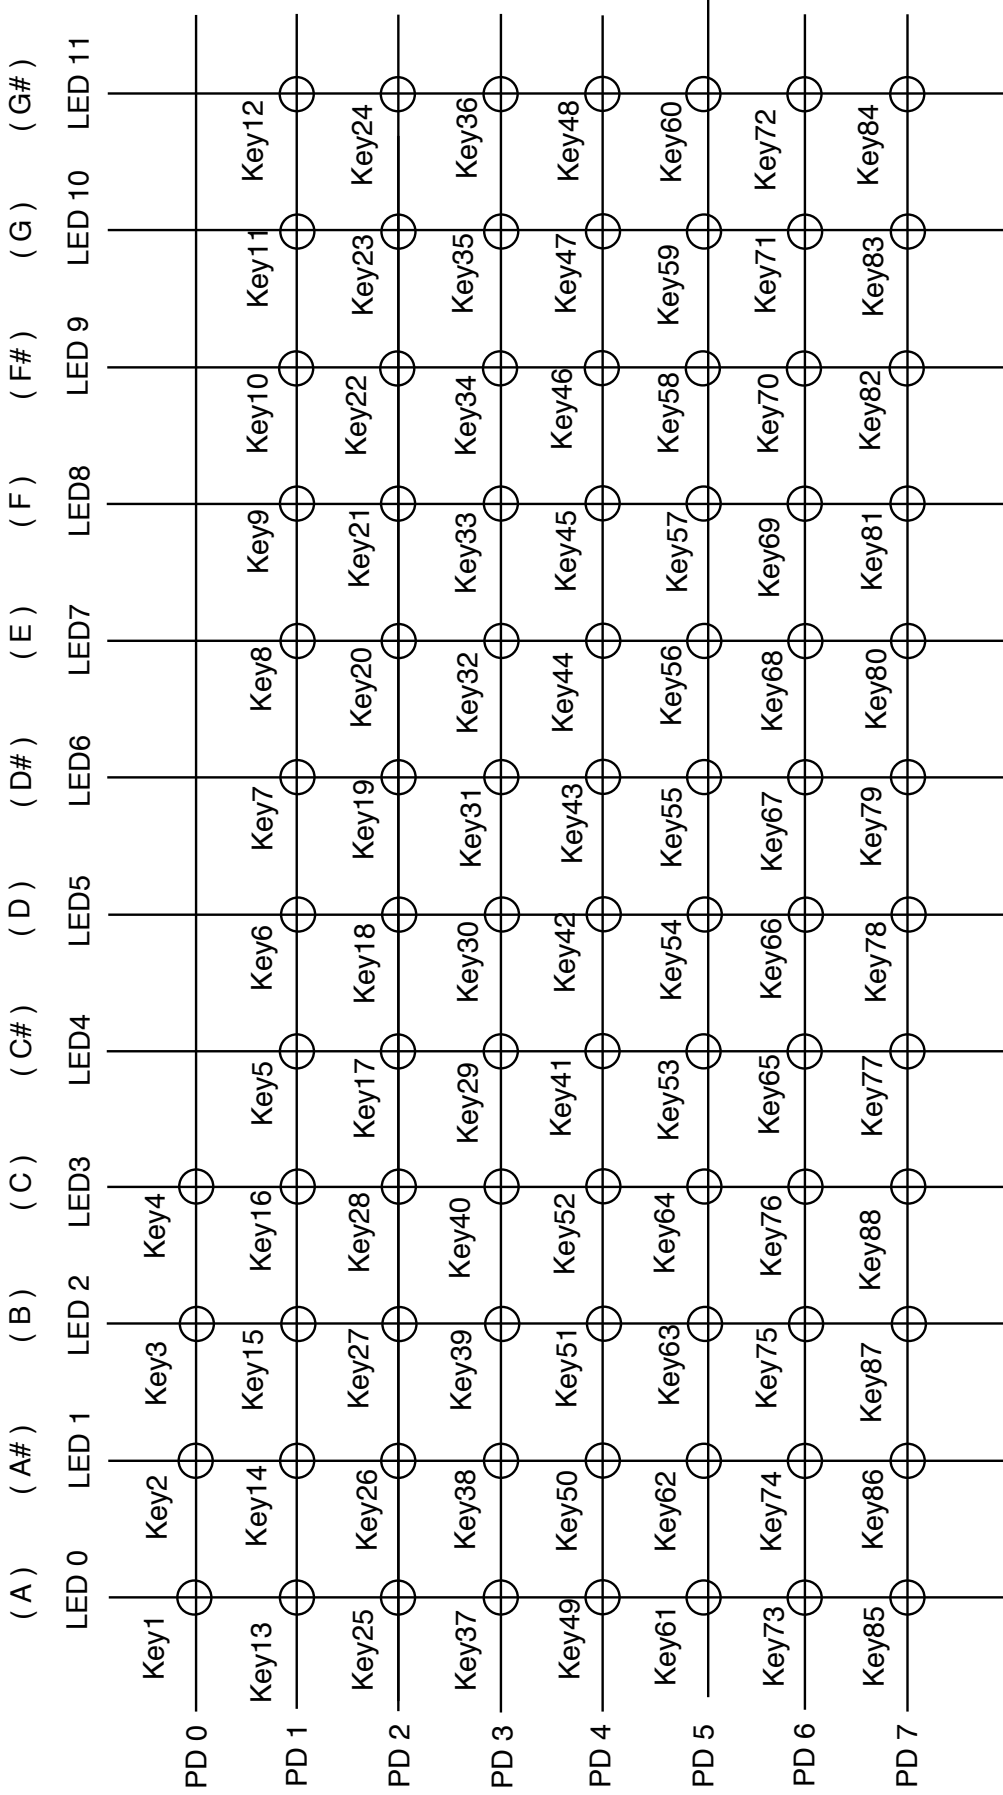 ( A ) ( A# ) ( B ) ( C ) ( C# ) ( D ) ( D# ) ( E ) ( F ) ( F# ) ( G ) ( G# )
LED 0 LED 1 LED 2 LED3 LED4 LED5 LED6 LED7 LED8 LED 9 LED 10 LED 11
Key1 Key2 Key3 Key4
PD 0
Key13 Key14 Key15 Key16 Key5 Key6 Key7 Key8 Key9 Key10 Key11 Key12
PD 1
Key25 Key26 Key27 Key28 Key17 Key18 Key19 Key20 Key21 Key22 Key23 Key24
PD 2
Key37 Key38 Key39 Key40 Key29 Key30 Key31 Key32 Key33 Key34 Key35 Key36
PD 3
Key49 Key50 Key51 Key52 Key41 Key42 Key43 Key44 Key45 Key46 Key47 Key48
PD 4
Key61 Key62 Key63 Key64 Key53 Key54 Key55 Key56 Key57 Key58 Key59 Key60
PD 5
Key73 Key74 Key75 Key76 Key65 Key66 Key67 Key68 Key69 Key70 Key71 Key72
PD 6
Key85 Key86 Key87 Key88 Key77 Key78 Key79 Key80 Key81 Key82 Key83 Key84
PD 7